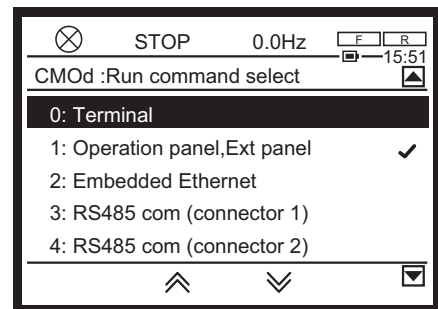 STOP 0.0Hz F R
15:51
CMOd :Run command select
0: Terminal
1: Operation panel,Ext panel
2: Embedded Ethernet
3: RS485 com (connector 1)
4: RS485 com (connector 2)